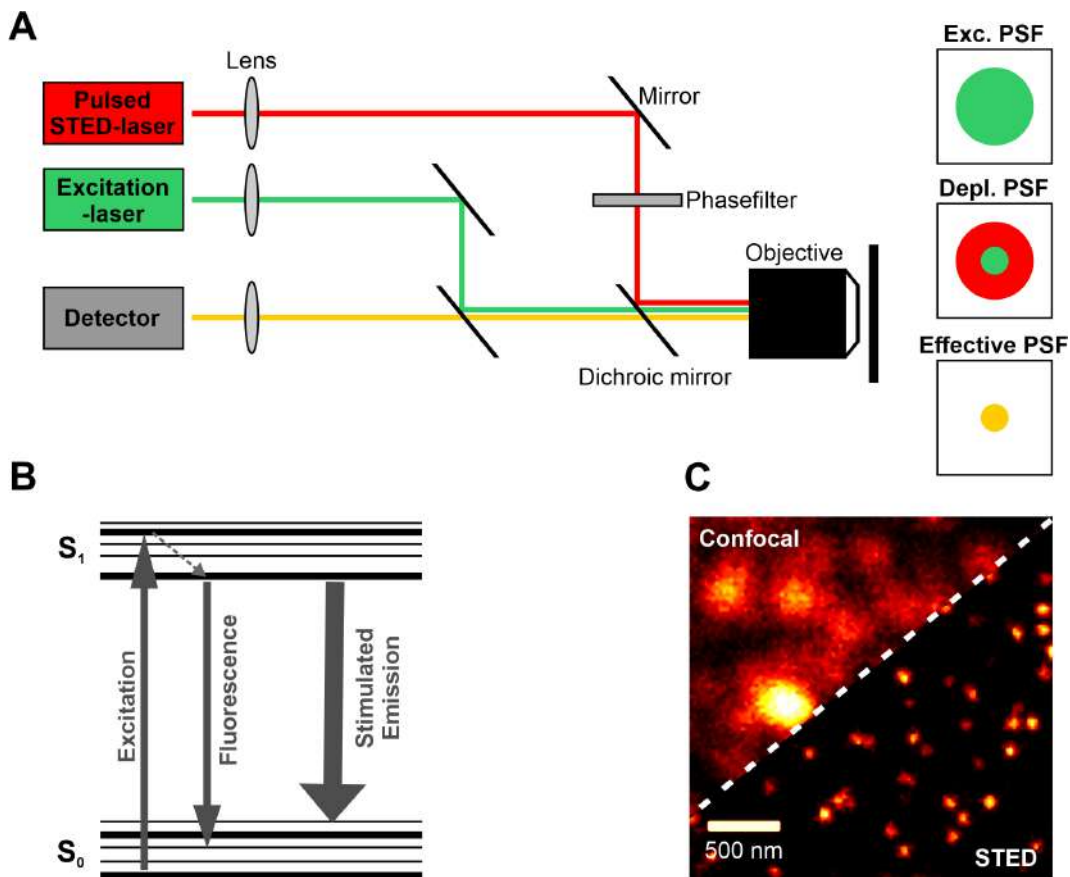 A
Lens
Pulsed
STED-laser
Mirror
Excitation
-laser
Phasefilter
Objective
Detector
Dichroic mirror
Exc. PSF
Depl. PSF
Effective PSF
B
S1
S0
Excitation
Fluorescence
Stimulated
Emission
C
Confocal
500 nm
STED